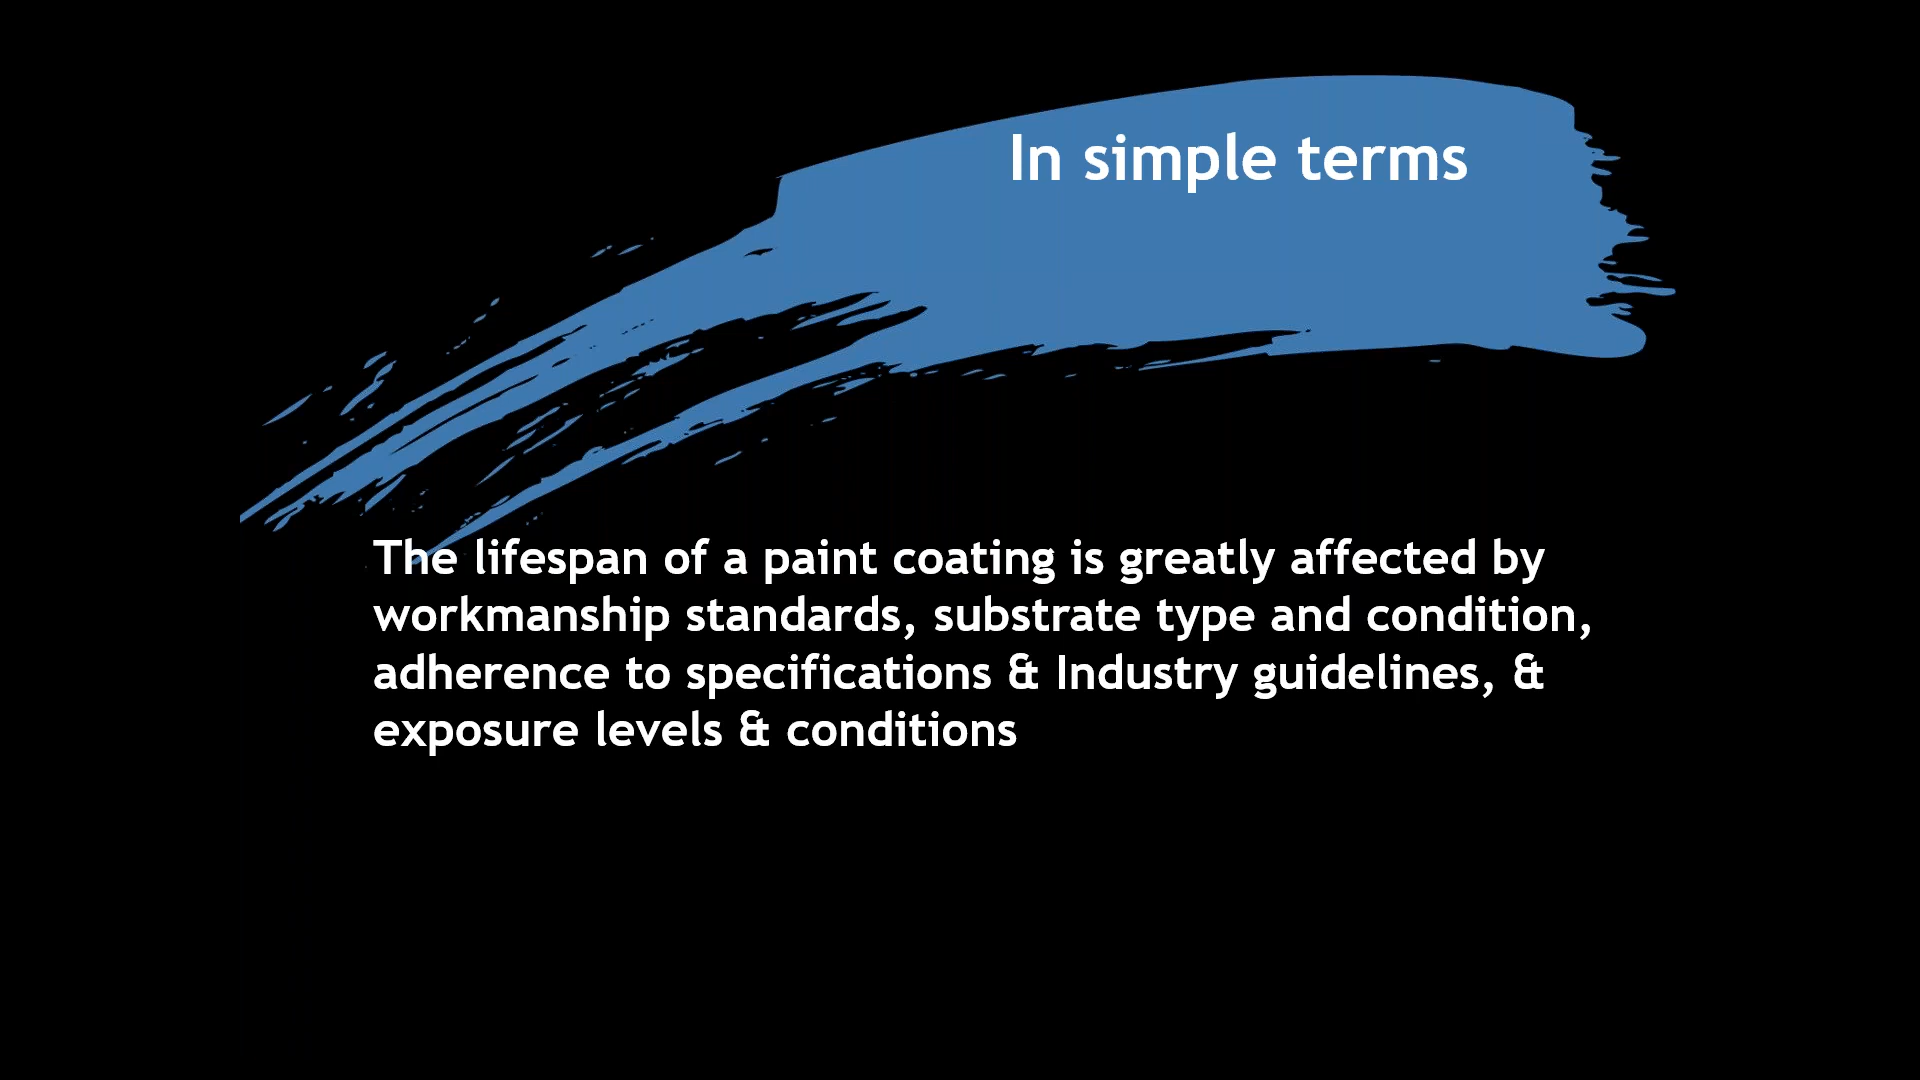 In simple terms
The lifespan of a paint coating is greatly affected by
workmanship standards, substrate type and condition,
adherence to specifications & Industry guidelines, &
exposure levels & conditions